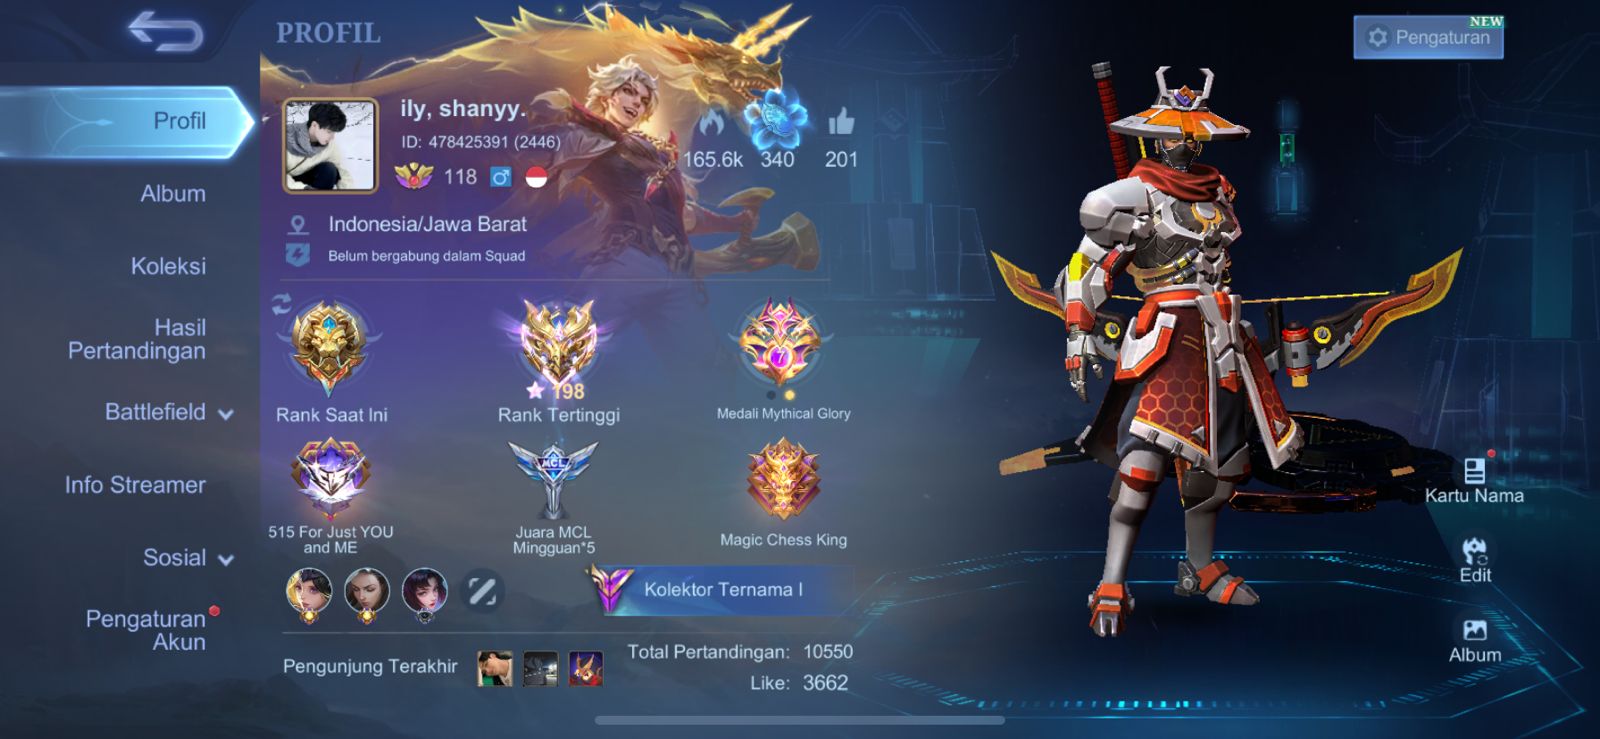 PROFIL
NEW
Pengaturan
Profil
Album
Koleksi
Hasil
Pertandingan
Battlefield
Info Streamer
Sosial
Pengaturan
Akun
ily, shanyy.
ID: 478425391 (2446)
118
165.6k
340
201
Indonesia/Jawa Barat
Belum bergabung dalam Squad
Rank Saat Ini
198
Rank Tertinggi
7
Medali Mythical Glory
515 For Just YOU
and ME
MCL
Juara MCL
Mingguan*5
Magic Chess King
Kolektor Ternama I
Pengunjung Terakhir
Total Pertandingan: 10550
Like: 3662
Kartu Nama
Edit
Album